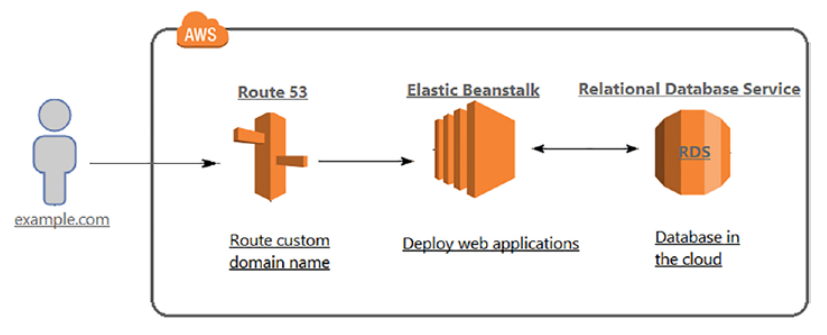 AWS
Route 53
Elastic Beanstalk
Relational Database Service
RDS
example.com
Route custom
domain name
Deploy web applications
Database in
the cloud